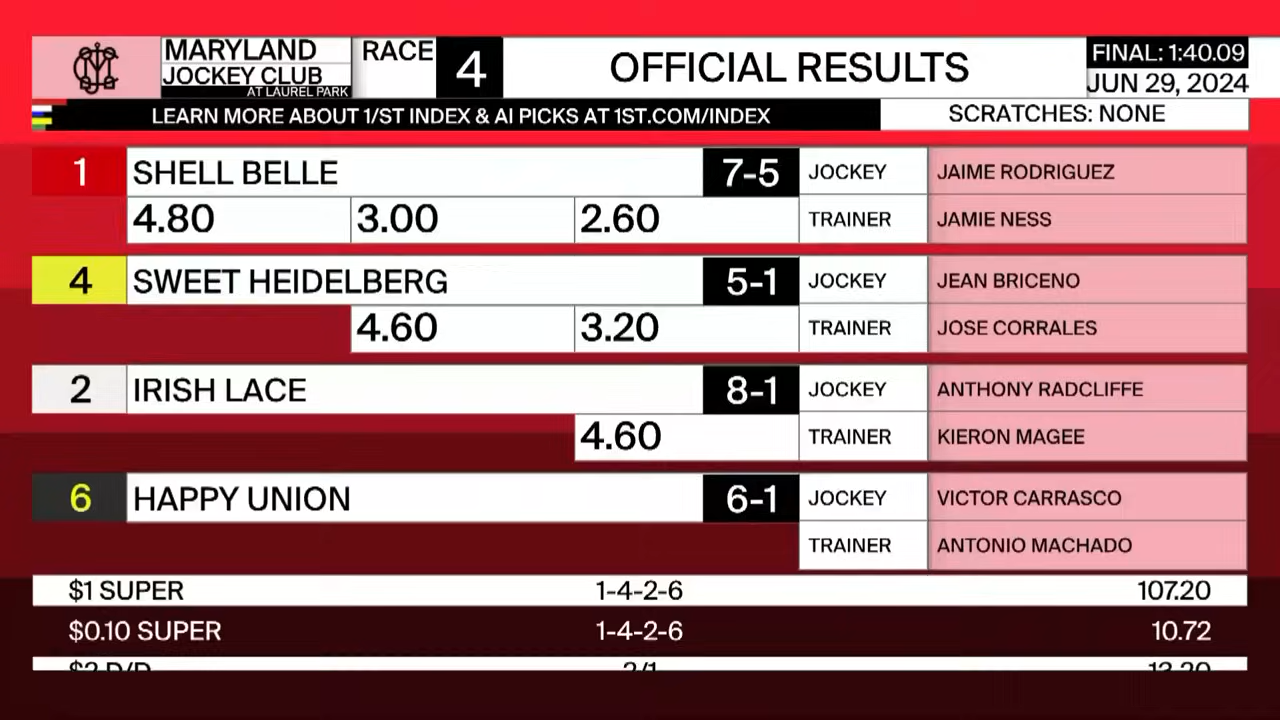 MARYLAND
JOCKEY CLUB
AT LAUREL PARK
RACE 4
OFFICIAL RESULTS
FINAL: 1:40.09
JUN 29, 2024
LEARN MORE ABOUT 1/ST INDEX & AI PICKS AT 1ST.COM/INDEX
SCRATCHES: NONE
1 SHELL BELLE 7-5 JOCKEY JAIME RODRIGUEZ
4.80 3.00 2.60 TRAINER JAMIE NESS
4 SWEET HEIDELBERG 5-1 JOCKEY JEAN BRICENO
4.60 3.20 TRAINER JOSE CORRALES
2 IRISH LACE 8-1 JOCKEY ANTHONY RADCLIFFE
4.60 TRAINER KIERON MAGEE
6 HAPPY UNION 6-1 JOCKEY VICTOR CARRASCO
TRAINER ANTONIO MACHADO
$1 SUPER 1-4-2-6 107.20
$0.10 SUPER 1-4-2-6 10.72